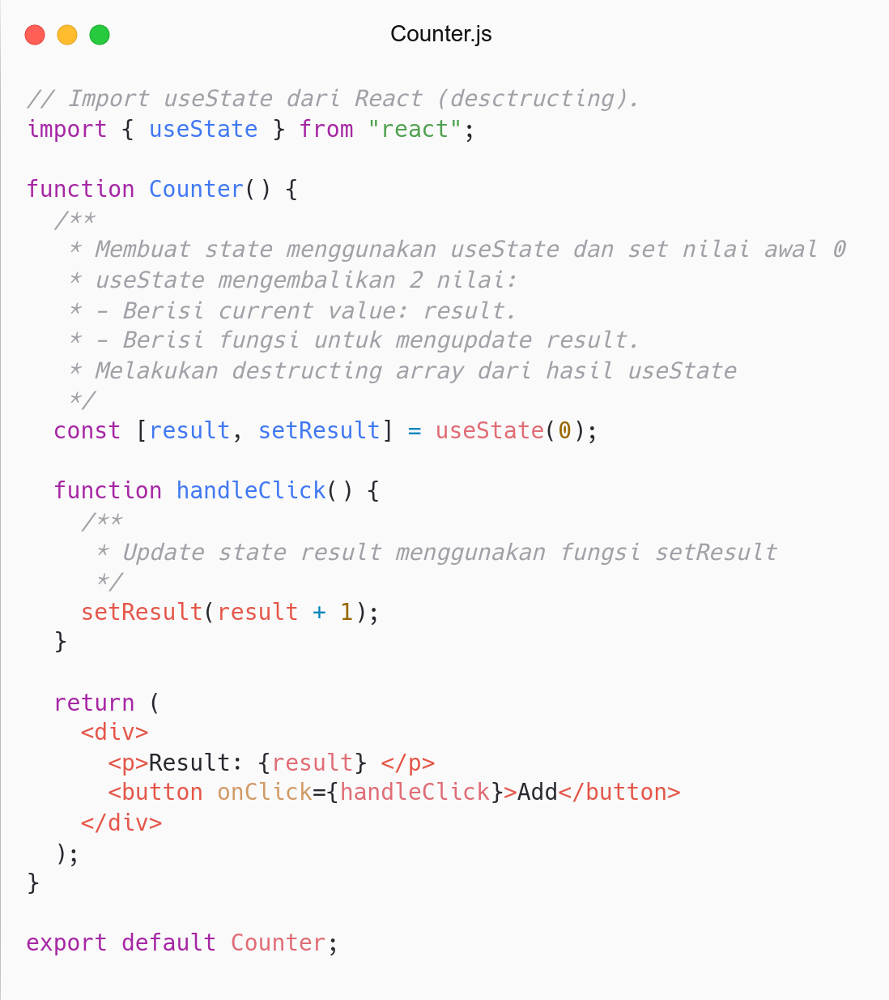 Counter.js
// Import useState dari React (desctructing).
import { useState } from "react";
function Counter() {
  /**
   * Membuat state menggunakan useState dan set nilai awal 0
   * useState mengembalikan 2 nilai:
   * - Berisi current value: result.
   * - Berisi fungsi untuk mengupdate result.
   * Melakukan destructing array dari hasil useState
   */
  const [result, setResult] = useState(0);
  function handleClick() {
    /**
     * Update state result menggunakan fungsi setResult
     */
    setResult(result + 1);
  }
  return (
    <div>
      <p>Result: {result} </p>
      <button onClick={handleClick}>Add</button>
    </div>
  );
}
export default Counter;